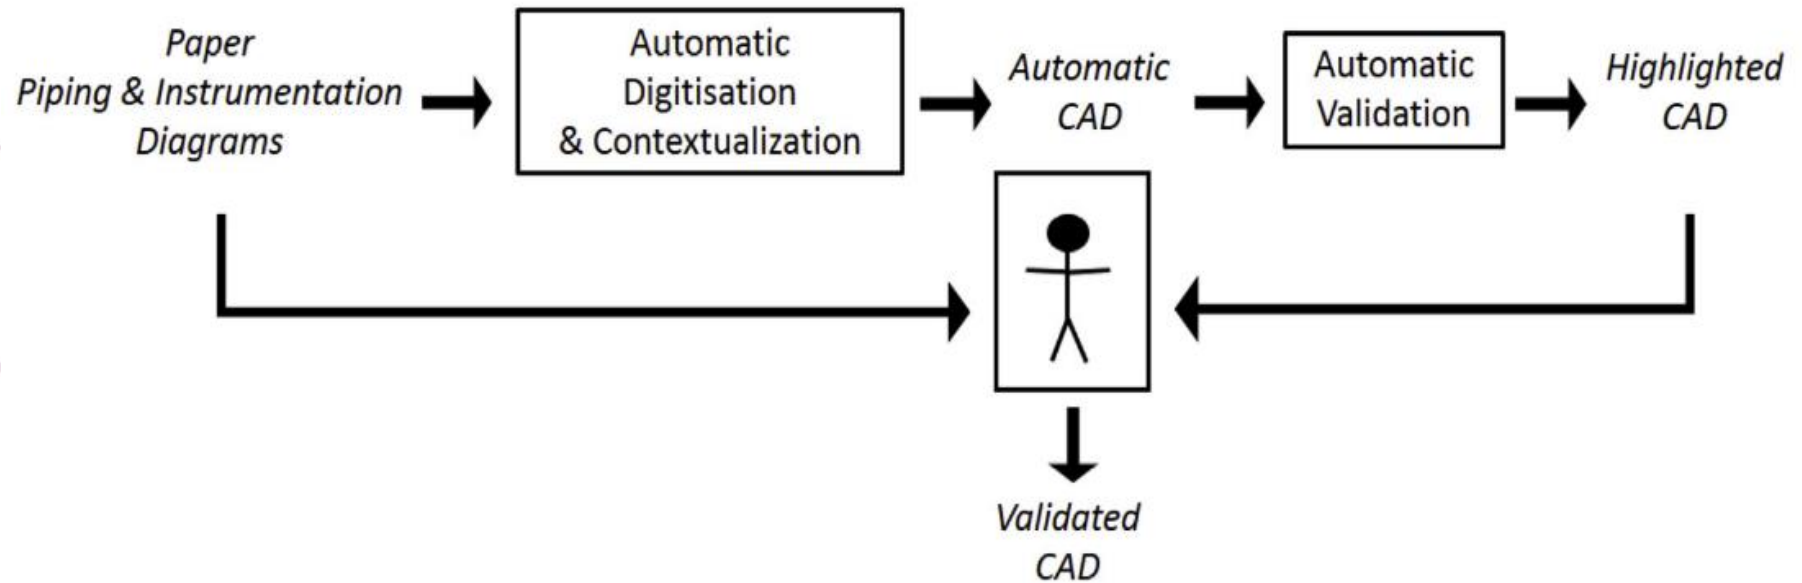 Paper
Piping & Instrumentation
Diagrams
Automatic
Digitisation
& Contextualization
Automatic
CAD
Automatic
Validation
Highlighted
CAD
Validated
CAD